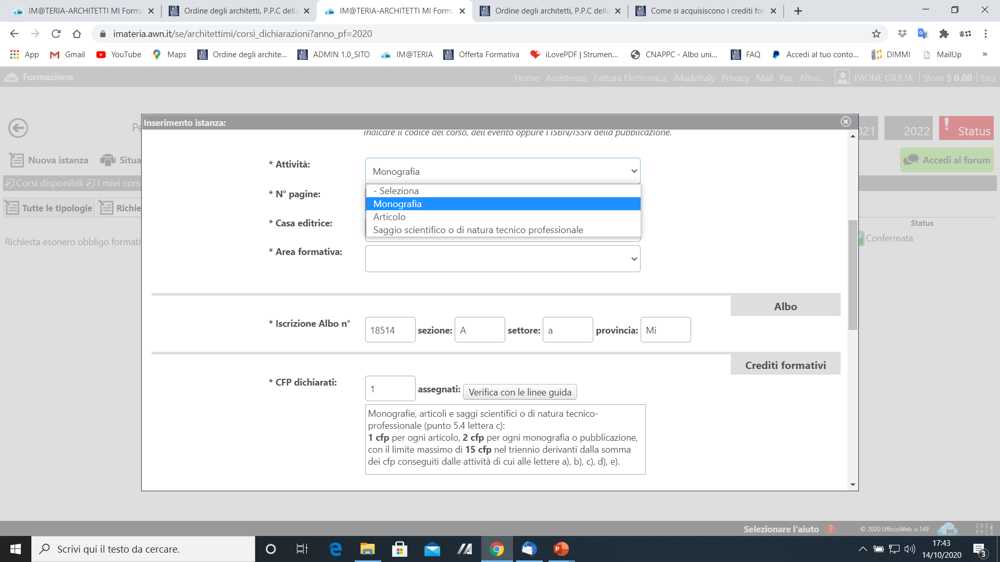 IM@TERIA-ARCHITETTI MI Forma
Ordine degli architetti, P.P.C della
IM@TERIA-ARCHITETTI MI Forma
Ordine degli architetti, P.P.C della
Come si acquisiscono i crediti for
imateria.awn.it/se/architettimi/corsi_dichiarazioni?anno_pf=2020
App
Gmail
YouTube
Maps
Ordine degli archite...
ADMIN 1.0_SITO
IM@TERIA
Offerta Formativa
iLovePDF | Strumen...
CNAPPC - Albo uni...
FAQ
Accedi al tuo conto...
DIMMI
MailUp
»
Formazione
Home Assistenza Fattura Elettronica iMadeItaly Privacy Mail Fax Altro... PAONE GIULIA Store $ 0.00 Esci
Pe
021
2022
! Status
Nuova istanza
Situa
Accedi al forum
Corsi disponibili
I miei cors
Tutte le tipologie
Richie
Status
Richiesta esonero obbligo formati
Confermata
Inserimento istanza:
Indicare il codice del corso, dell'evento oppure l'ISBN/ISSN della pubblicazione.
* Attività:
Monografia
- Seleziona
Monografia
Articolo
Saggio scientifico o di natura tecnico professionale
* N° pagine:
* Casa editrice:
* Area formativa:
Albo
* Iscrizione Albo n°
18514 sezione: A settore: a provincia: Mi
Crediti formativi
* CFP dichiarati:
1 assegnati: Verifica con le linee guida
Monografie, articoli e saggi scientifici o di natura tecnico-
professionale (punto 5.4 lettera c):
1 cfp per ogni articolo, 2 cfp per ogni monografia o pubblicazione,
con il limite massimo di 15 cfp nel triennio derivanti dalla somma
dei cfp conseguiti dalle attività di cui alle lettere a), b), c), d), e).
Selezionare l'aiuto ?
© 2020 UfficioWeb v.149
uw
CNA
PPC
Scrivi qui il testo da cercare.
17:43
14/10/2020
3